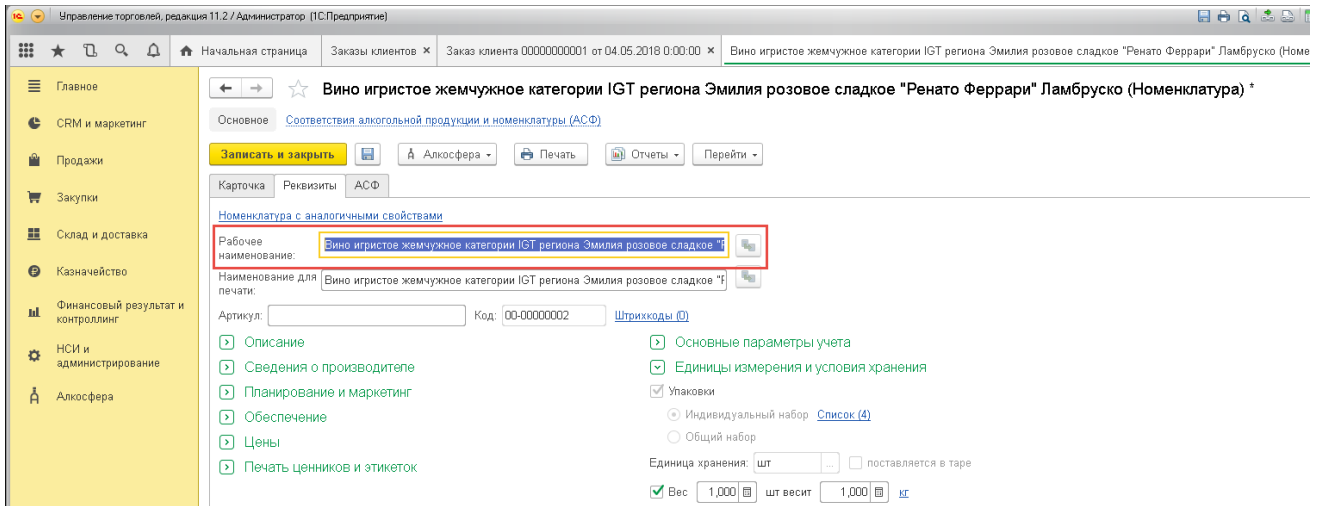 Управление торговлей, редакция 11.2 / Администратор (1С:Предприятие)
Начальная страница Заказы клиентов × Заказ клиента 00000000001 от 04.05.2018 0:00:00 × Вино игристое жемчужное категории IGT региона Эмилия розовое сладкое "Ренато Феррари" Ламбруско (Номе
Главное
CRM и маркетинг
Продажи
Закупки
Склад и доставка
Казначейство
Финансовый результат и
контроллинг
НСИ и
администрирование
Алкосфера
Вино игристое жемчужное категории IGT региона Эмилия розовое сладкое "Ренато Феррари" Ламбруско (Номенклатура) *
Основное Соответствия алкогольной продукции и номенклатуры (АСФ)
Записать и закрыть Алкосфера Печать Отчеты Перейти
Карточка Реквизиты АСФ
Номенклатура с аналогичными свойствами
Рабочее
наименование: Вино игристое жемчужное категории IGT региона Эмилия розовое сладкое "Р
Наименование для
печати: Вино игристое жемчужное категории IGT региона Эмилия розовое сладкое "Р
Артикул: Код: 00-00000002 Штрихкоды (0)
Описание
Сведения о производителе
Планирование и маркетинг
Обеспечение
Цены
Печать ценников и этикеток
Основные параметры учета
Единицы измерения и условия хранения
Упаковки
Индивидуальный набор Список (4)
Общий набор
Единица хранения: шт ... поставляется в таре
Вес 1,000 шт весит 1,000 кг